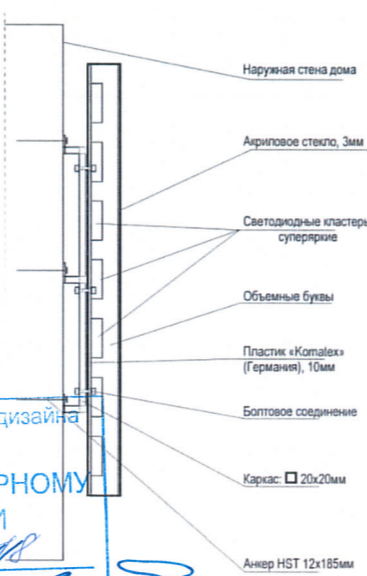 Наружная стена дома
Акриловое стекло, 3мм
Светодиодные кластеры
суперяркие
Объемные буквы
Пластик «Komatex»
(Германия), 10мм
Болтовое соединение
дизайна
РНОМУ
Каркас: 20х20мм
Анкер HST 12х185мм